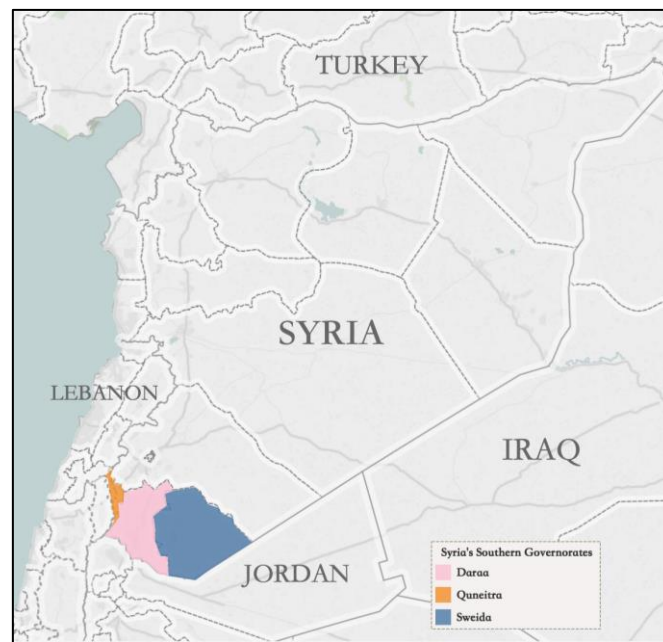 TURKEY
SYRIA
LEBANON
IRAQ
JORDAN
Syria's Southern Governorates
Daraa
Quneitra
Sweida